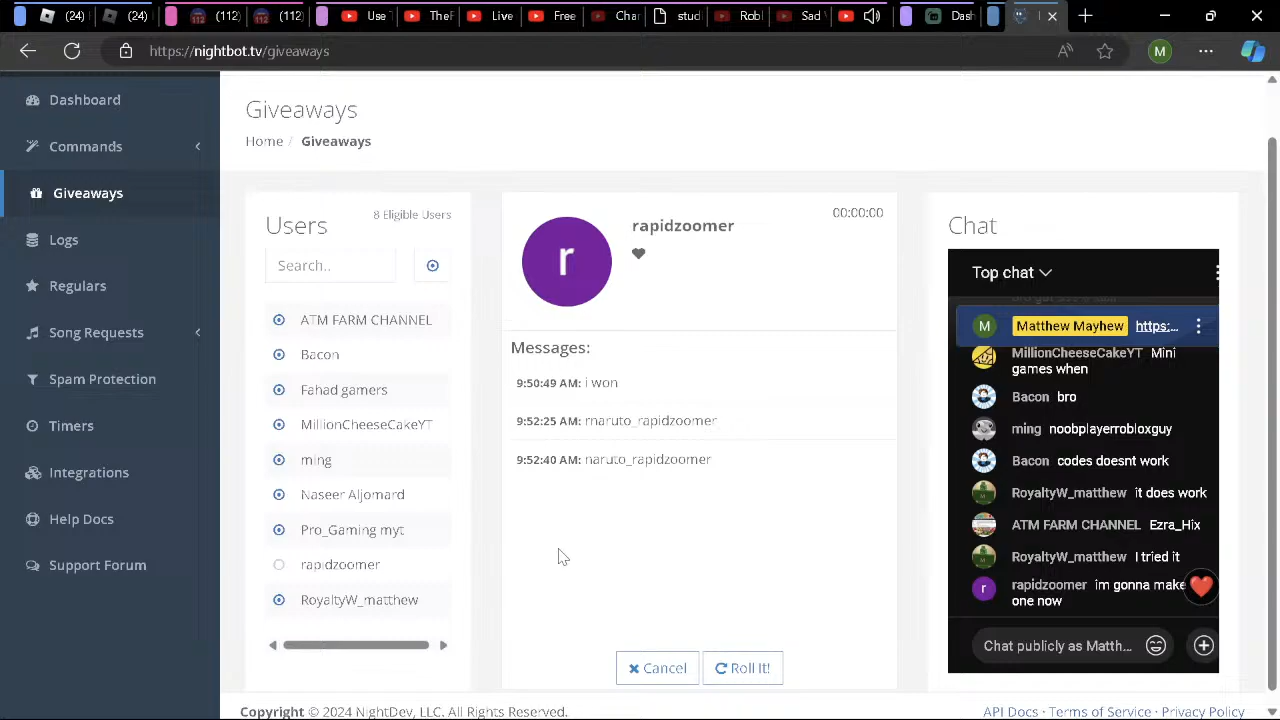 (24)
(24)
(112)
(112)
Use
TheF
Live
Free
Char
stud
Robl
Sad
Dash
https://nightbot.tv/giveaways
M
Dashboard
Commands
Giveaways
Logs
Regulars
Song Requests
Spam Protection
Timers
Integrations
Help Docs
Support Forum
Giveaways
Home / Giveaways
Users
8 Eligible Users
Search..
ATM FARM CHANNEL
Bacon
Fahad gamers
MillionCheeseCakeYT
ming
Naseer Aljomard
Pro_Gaming myt
rapidzoomer
RoyaltyW_matthew
r
rapidzoomer
00:00:00
Messages:
9:50:49 AM: i won
9:52:25 AM: rnaruto_rapidzoomer
9:52:40 AM: naruto_rapidzoomer
Cancel
Roll It!
Chat
Top chat
M Matthew Mayhew https:...
MillionCheeseCakeYT Mini
games when
Bacon bro
ming noobplayerrobloxguy
Bacon codes doesnt work
RoyaltyW_matthew it does work
ATM FARM CHANNEL Ezra_Hix
RoyaltyW_matthew I tried it
r rapidzoomer im gonna make
one now
Chat publicly as Matth...
Copyright © 2024 NightDev, LLC. All Rights Reserved.
API Docs - Terms of Service - Privacy Policy